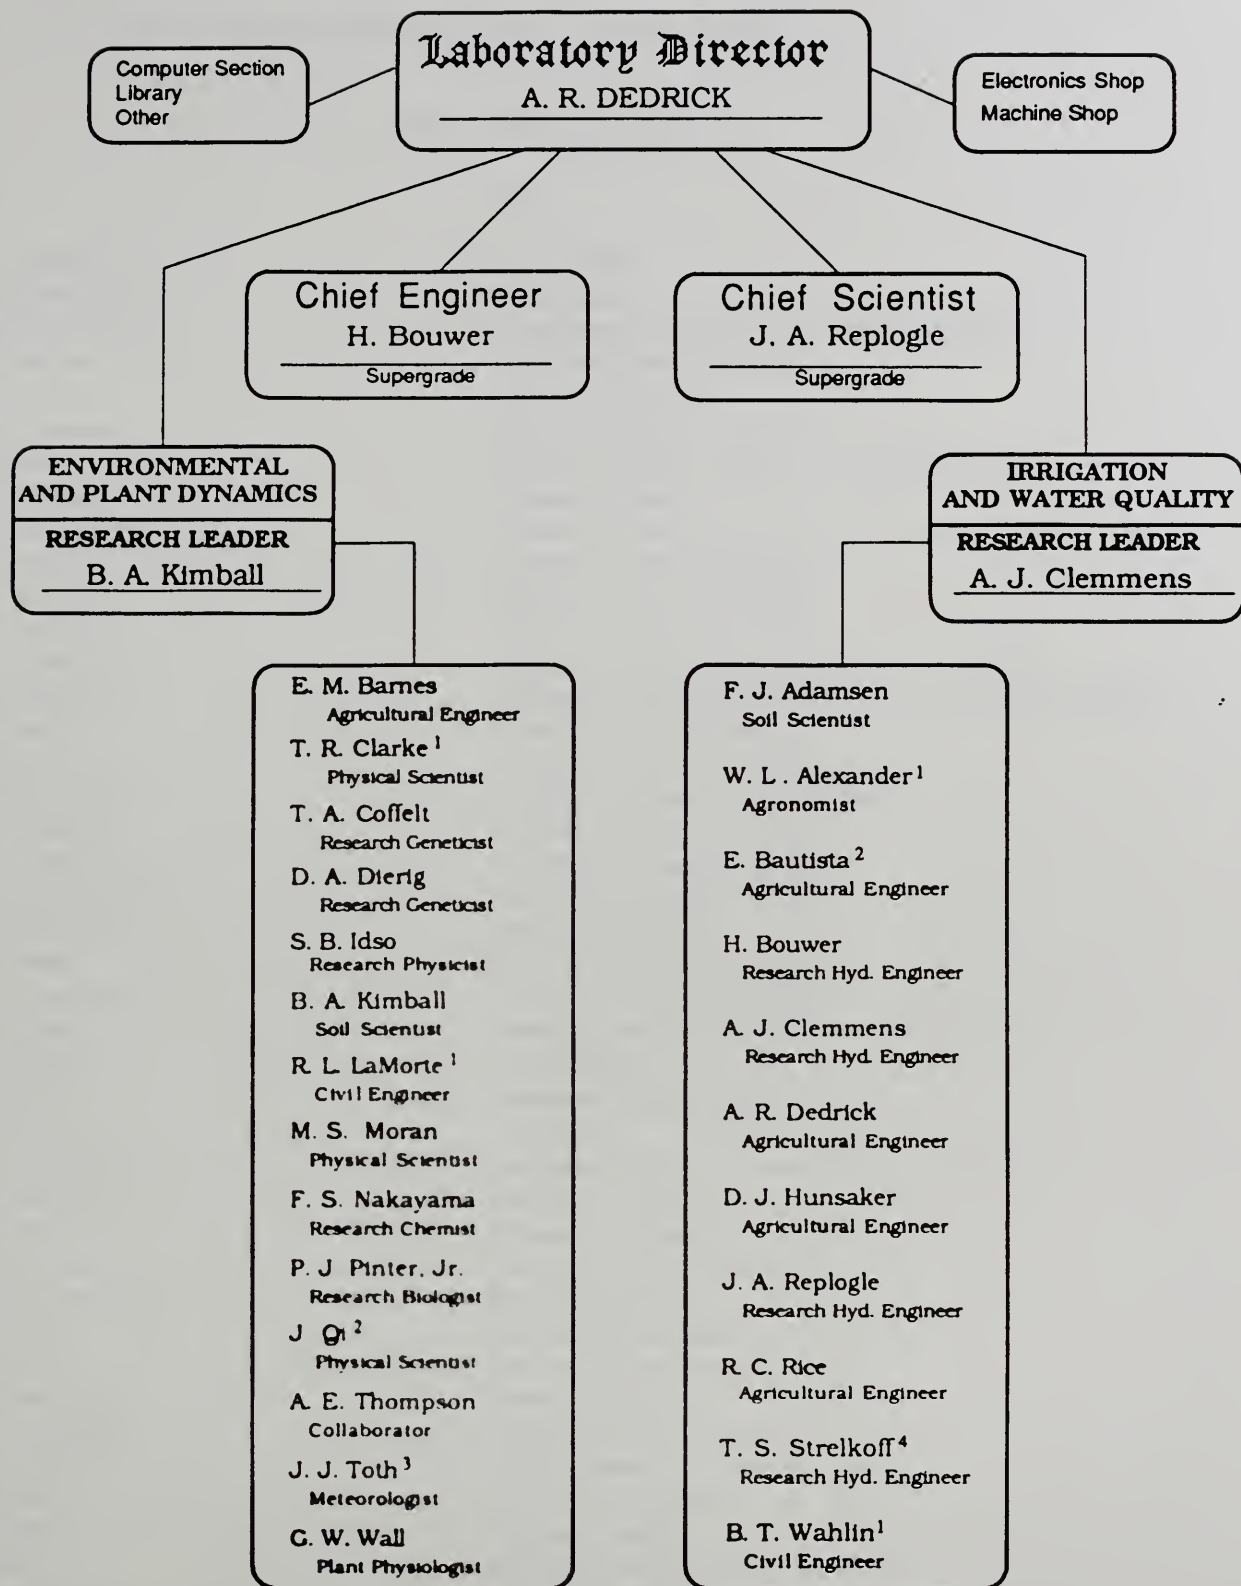 Laboratory Director
A. R. DEDRICK
Computer Section
Library
Other
Electronics Shop
Machine Shop
Chief Engineer
H. Bouwer
Supergrade
Chief Scientist
J. A. Replogle
Supergrade
ENVIRONMENTAL
AND PLANT DYNAMICS
RESEARCH LEADER
B. A. Kimball
IRRIGATION
AND WATER QUALITY
RESEARCH LEADER
A. J. Clemmens
E. M. Barnes
Agricultural Engineer
T. R. Clarke 1
Physical Scientist
T. A. Coffelt
Research Geneticist
D. A. Dierig
Research Geneticist
S. B. Idso
Research Physicist
B. A. Kimball
Soil Scientist
R. L. LaMorte 1
Civil Engineer
M. S. Moran
Physical Scientist
F. S. Nakayama
Research Chemist
P. J Pinter, Jr.
Research Biologist
J Qi 2
Physical Scientist
A. E. Thompson
Collaborator
J. J. Toth 3
Meteorologist
G. W. Wall
Plant Physiologist
F. J. Adamsen
Soil Scientist
W. L. Alexander 1
Agronomist
E. Bautista 2
Agricultural Engineer
H. Bouwer
Research Hyd. Engineer
A. J. Clemmens
Research Hyd. Engineer
A. R. Dedrick
Agricultural Engineer
D. J. Hunsaker
Agricultural Engineer
J. A. Replogle
Research Hyd. Engineer
R. C. Rice
Agricultural Engineer
T. S. Strelkoff 4
Research Hyd. Engineer
B. T. Wahlin 1
Civil Engineer